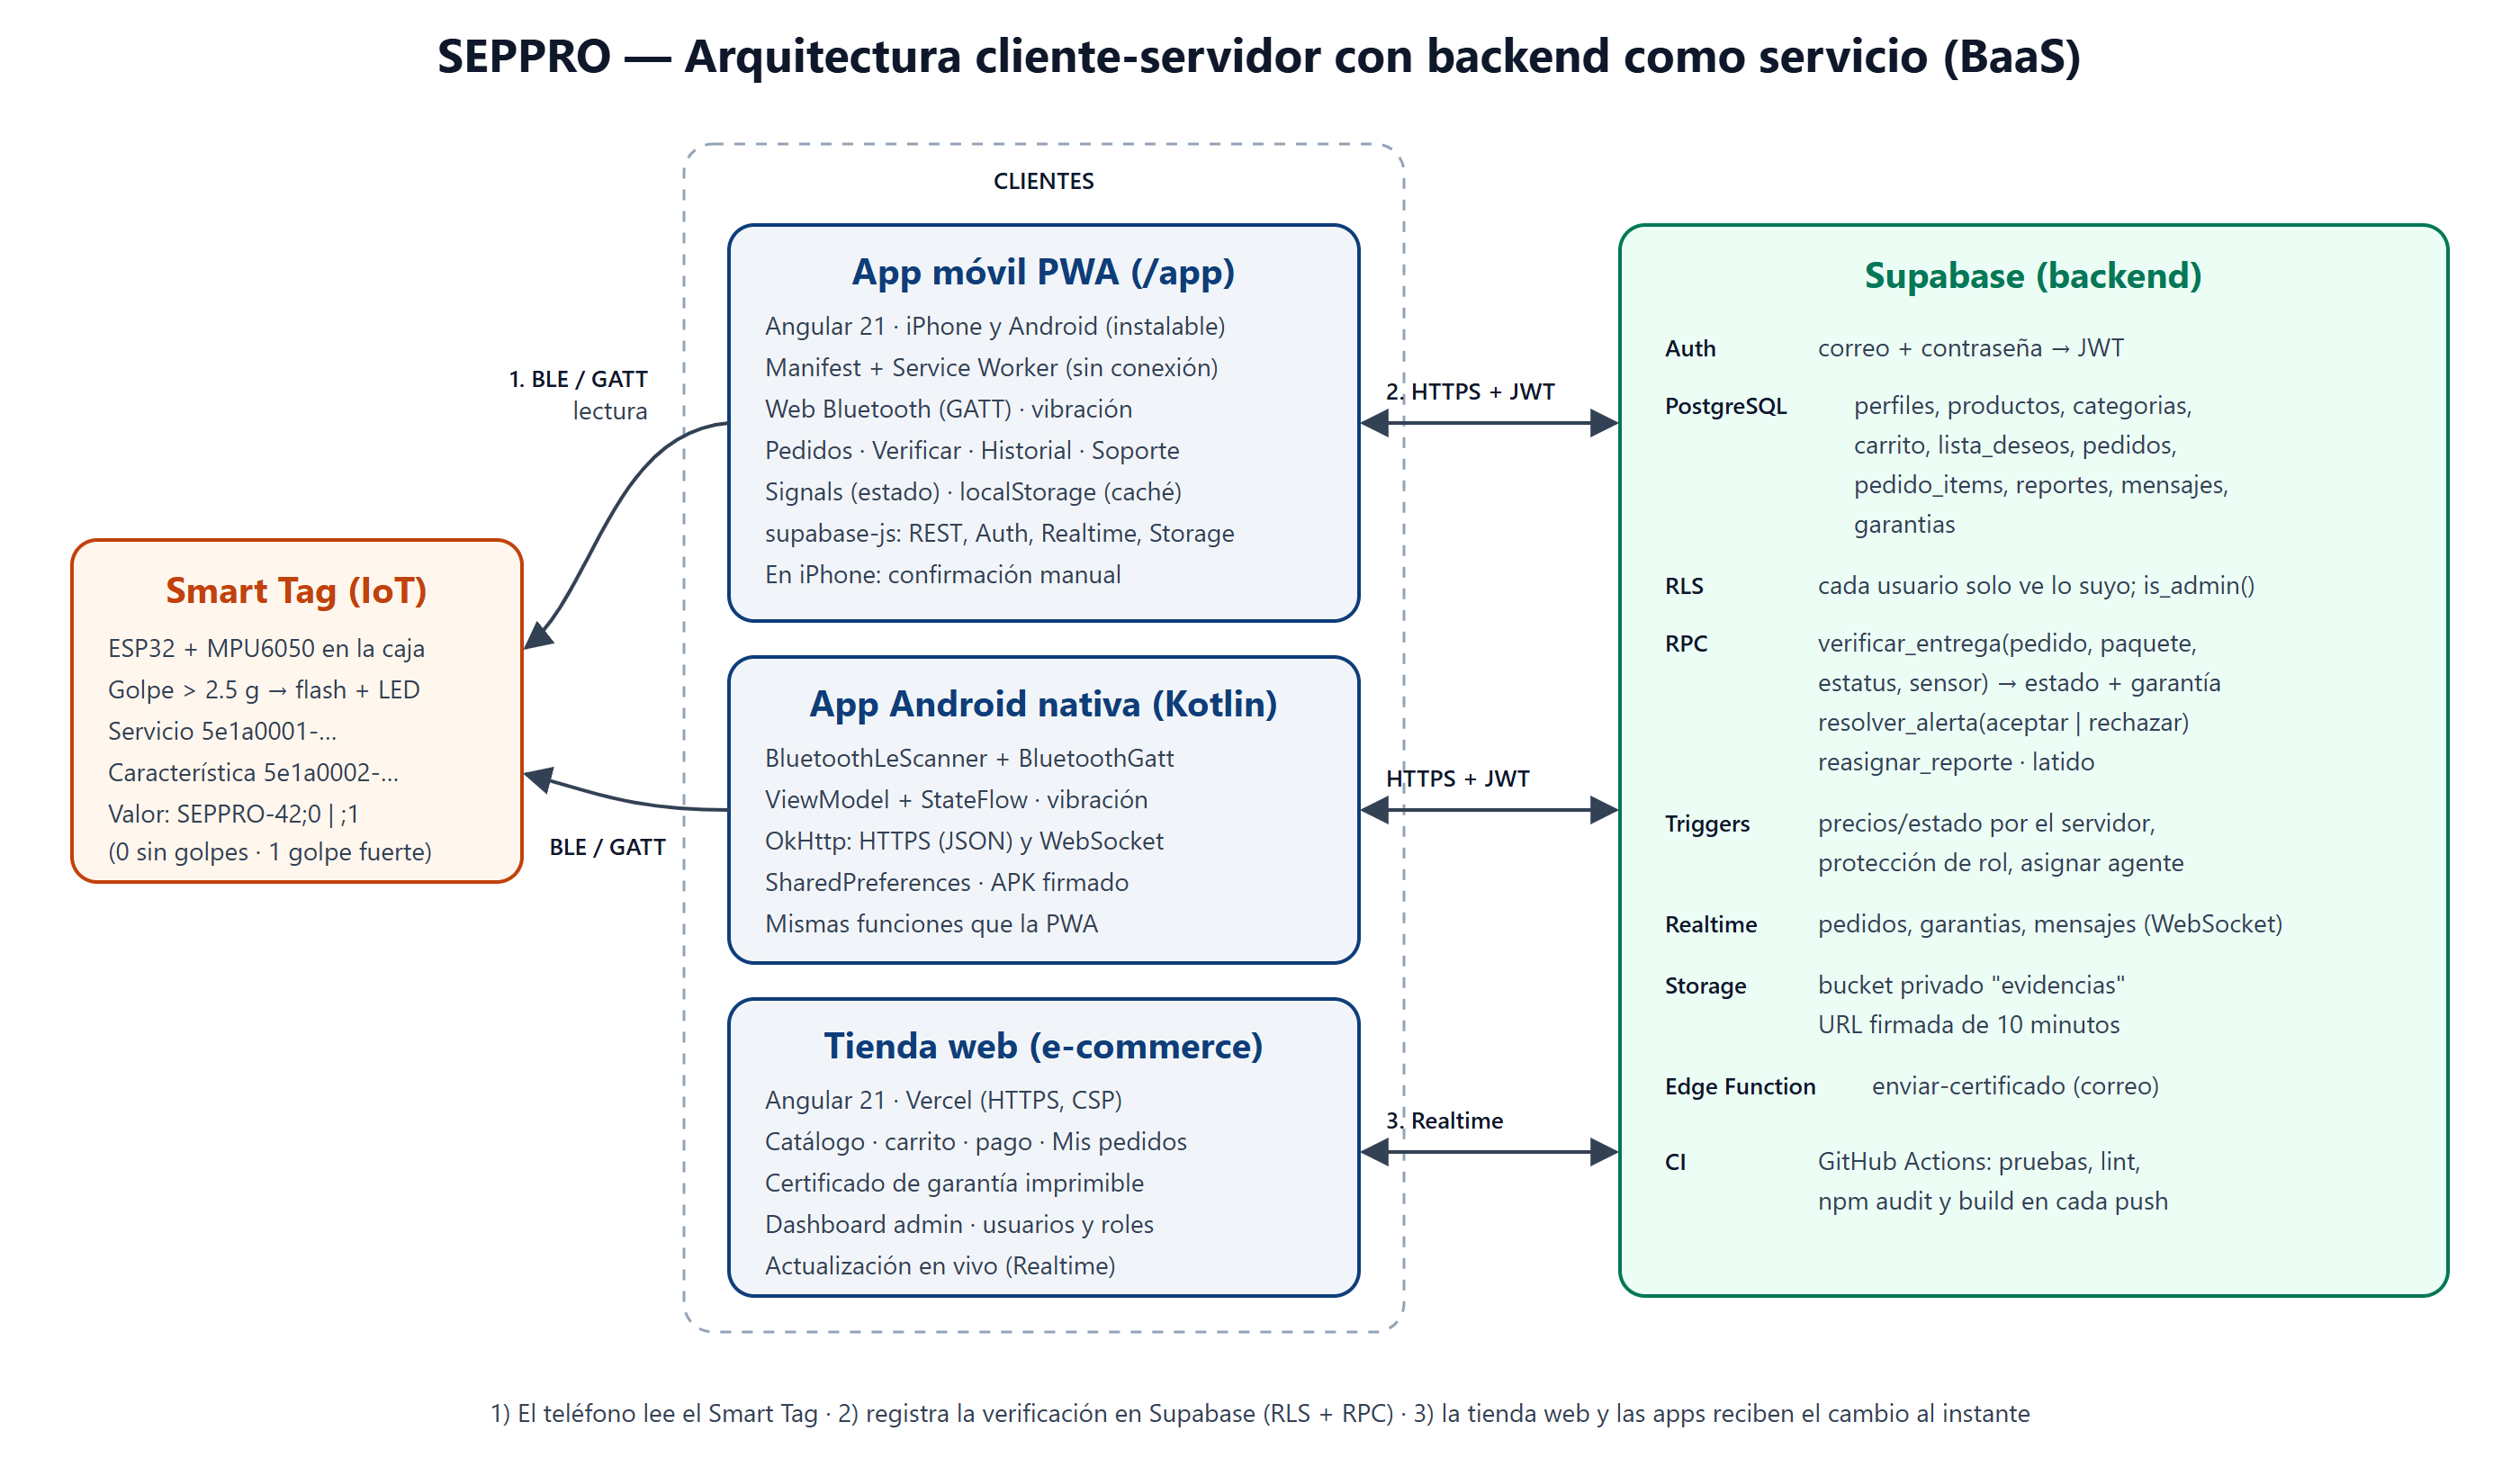 SEPPRO — Arquitectura cliente-servidor con backend como servicio (BaaS)
CLIENTES
App móvil PWA (/app)
Angular 21 · iPhone y Android (instalable)
Manifest + Service Worker (sin conexión)
Web Bluetooth (GATT) · vibración
Pedidos · Verificar · Historial · Soporte
Signals (estado) · localStorage (caché)
supabase-js: REST, Auth, Realtime, Storage
En iPhone: confirmación manual
1. BLE / GATT
lectura
Smart Tag (IoT)
ESP32 + MPU6050 en la caja
Golpe > 2.5 g → flash + LED
Servicio 5e1a0001-...
Característica 5e1a0002-...
Valor: SEPPRO-42;0 | ;1
(0 sin golpes · 1 golpe fuerte)
BLE / GATT
App Android nativa (Kotlin)
BluetoothLeScanner + BluetoothGatt
ViewModel + StateFlow · vibración
OkHttp: HTTPS (JSON) y WebSocket
SharedPreferences · APK firmado
Mismas funciones que la PWA
Tienda web (e-commerce)
Angular 21 · Vercel (HTTPS, CSP)
Catálogo · carrito · pago · Mis pedidos
Certificado de garantía imprimible
Dashboard admin · usuarios y roles
Actualización en vivo (Realtime)
2. HTTPS + JWT
HTTPS + JWT
3. Realtime
Supabase (backend)
Auth correo + contraseña → JWT
PostgreSQL perfiles, productos, categorias,
carrito, lista_deseos, pedidos,
pedido_items, reportes, mensajes,
garantias
RLS cada usuario solo ve lo suyo; is_admin()
RPC verificar_entrega(pedido, paquete,
estatus, sensor) → estado + garantía
resolver_alerta(aceptar | rechazar)
reasignar_reporte · latido
Triggers precios/estado por el servidor,
protección de rol, asignar agente
Realtime pedidos, garantias, mensajes (WebSocket)
Storage bucket privado "evidencias"
URL firmada de 10 minutos
Edge Function enviar-certificado (correo)
CI GitHub Actions: pruebas, lint,
npm audit y build en cada push
1) El teléfono lee el Smart Tag · 2) registra la verificación en Supabase (RLS + RPC) · 3) la tienda web y las apps reciben el cambio al instante